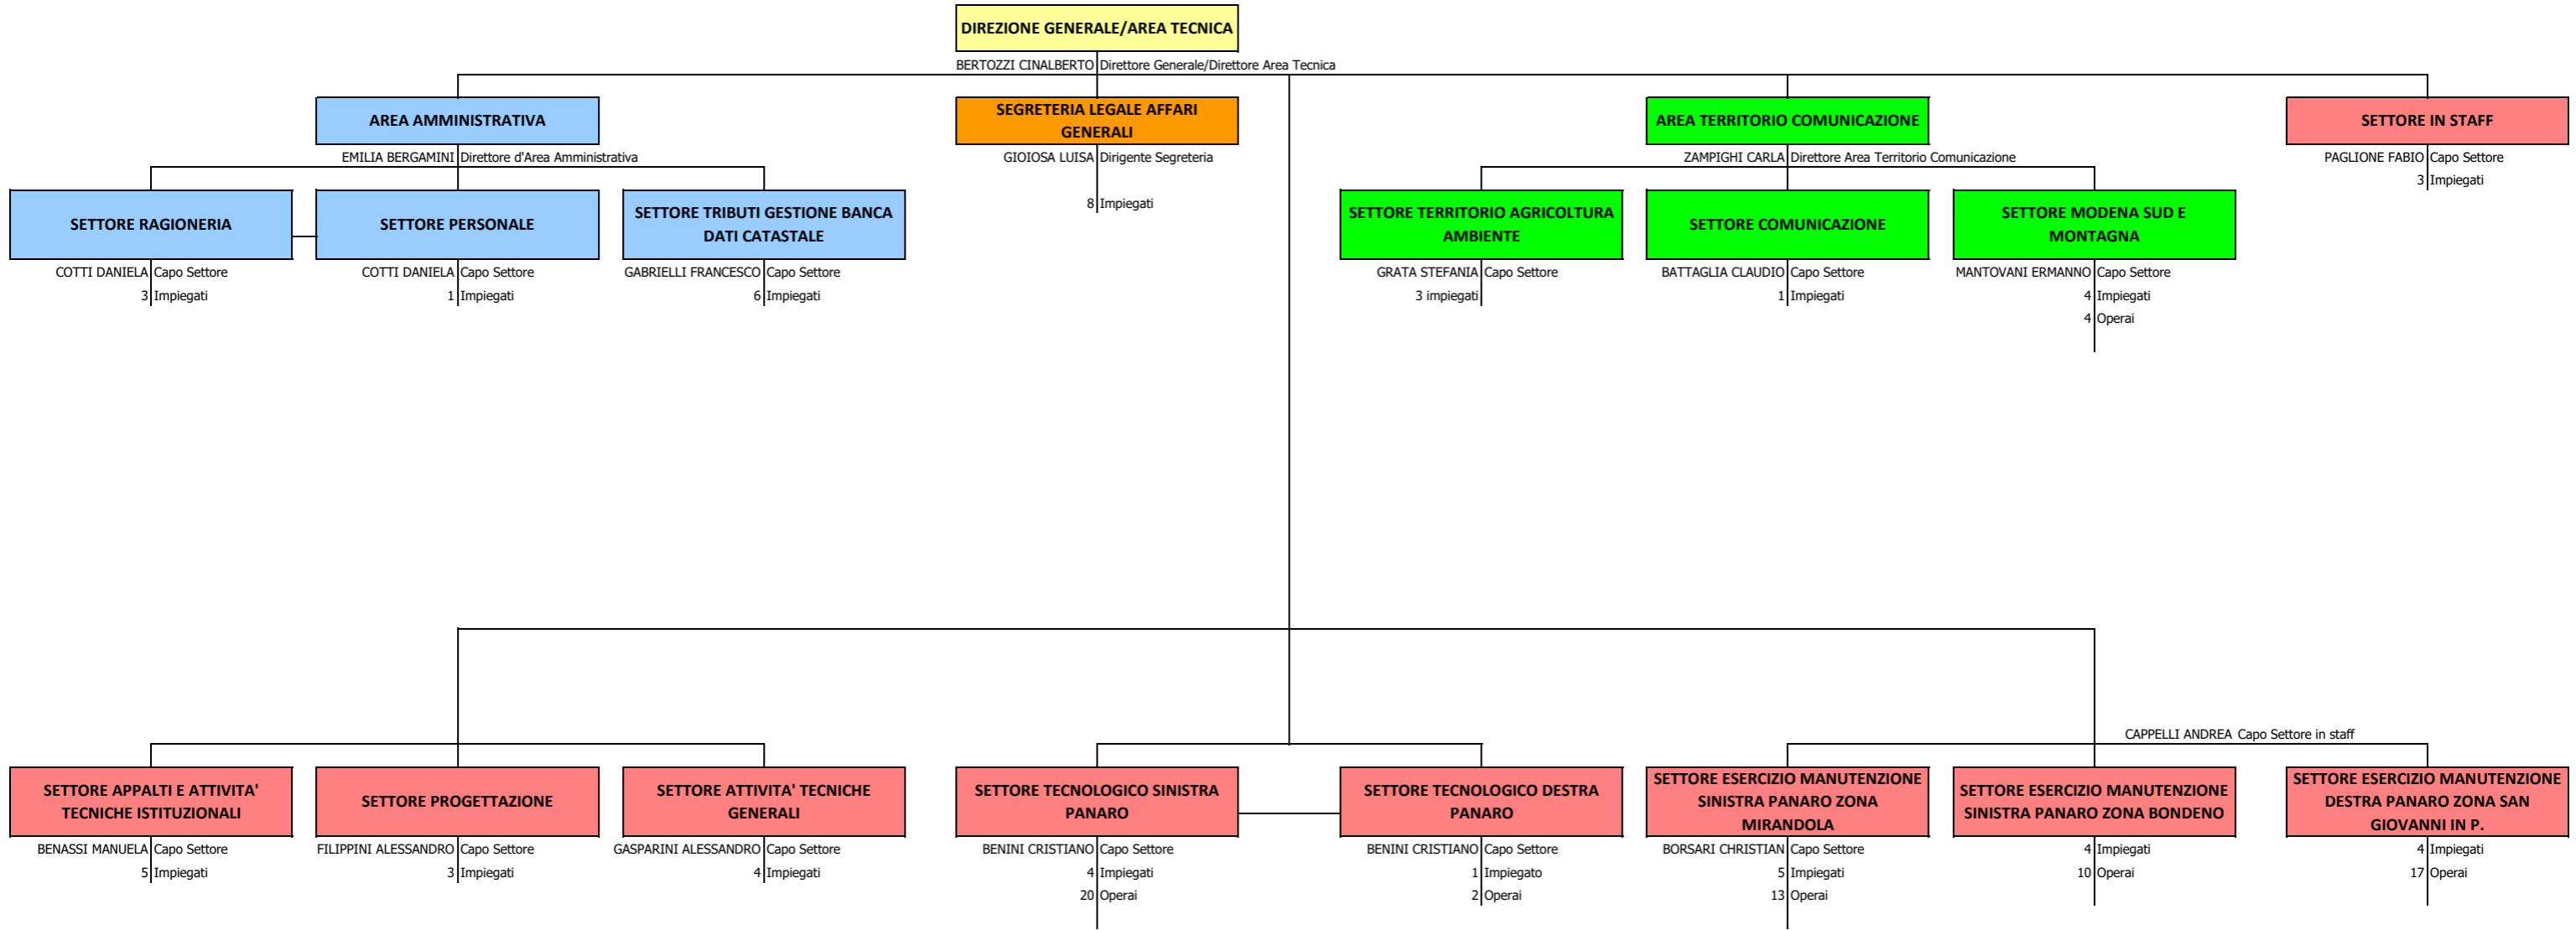 DIREZIONE GENERALE/AREA TECNICA
BERTOZZI CINALBERTO Direttore Generale/Direttore Area Tecnica
AREA AMMINISTRATIVA
EMILIA BERGAMINI Direttore d'Area Amministrativa
SEGRETERIA LEGALE AFFARI
GENERALI
GIOIOSA LUISA Dirigente Segreteria
8 Impiegati
AREA TERRITORIO COMUNICAZIONE
ZAMPIGHI CARLA Direttore Area Territorio Comunicazione
SETTORE IN STAFF
PAGLIONE FABIO Capo Settore
3 Impiegati
SETTORE RAGIONERIA
COTTI DANIELA Capo Settore
3 Impiegati
SETTORE PERSONALE
COTTI DANIELA Capo Settore
1 Impiegati
SETTORE TRIBUTI GESTIONE BANCA
DATI CATASTALE
GABRIELLI FRANCESCO Capo Settore
6 Impiegati
SETTORE TERRITORIO AGRICOLTURA
AMBIENTE
GRATA STEFANIA Capo Settore
3 impiegati
SETTORE COMUNICAZIONE
BATTAGLIA CLAUDIO Capo Settore
1 Impiegati
SETTORE MODENA SUD E
MONTAGNA
MANTOVANI ERMANNO Capo Settore
4 Impiegati
4 Operai
CAPPELLI ANDREA Capo Settore in staff
SETTORE APPALTI E ATTIVITA'
TECNICHE ISTITUZIONALI
BENASSI MANUELA Capo Settore
5 Impiegati
SETTORE PROGETTAZIONE
FILIPPINI ALESSANDRO Capo Settore
3 Impiegati
SETTORE ATTIVITA' TECNICHE
GENERALI
GASPARINI ALESSANDRO Capo Settore
4 Impiegati
SETTORE TECNOLOGICO SINISTRA
PANARO
BENINI CRISTIANO Capo Settore
4 Impiegati
20 Operai
SETTORE TECNOLOGICO DESTRA
PANARO
BENINI CRISTIANO Capo Settore
1 Impiegato
2 Operai
SETTORE ESERCIZIO MANUTENZIONE
SINISTRA PANARO ZONA
MIRANDOLA
BORSARI CHRISTIAN Capo Settore
5 Impiegati
13 Operai
SETTORE ESERCIZIO MANUTENZIONE
SINISTRA PANARO ZONA BONDENO
4 Impiegati
10 Operai
SETTORE ESERCIZIO MANUTENZIONE
DESTRA PANARO ZONA SAN
GIOVANNI IN P.
4 Impiegati
17 Operai